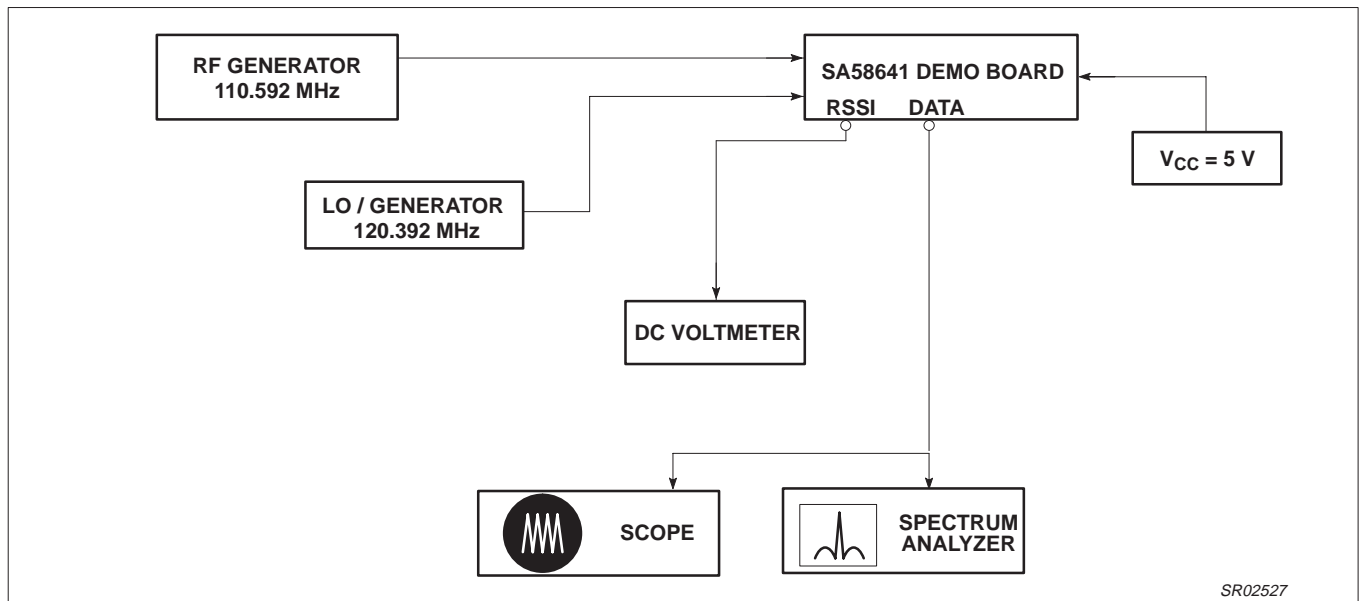 RF GENERATOR
110.592 MHz
SA58641 DEMO BOARD
RSSI DATA
VCC = 5 V
LO / GENERATOR
120.392 MHz
DC VOLTMETER
SCOPE
SPECTRUM
ANALYZER
SR02527